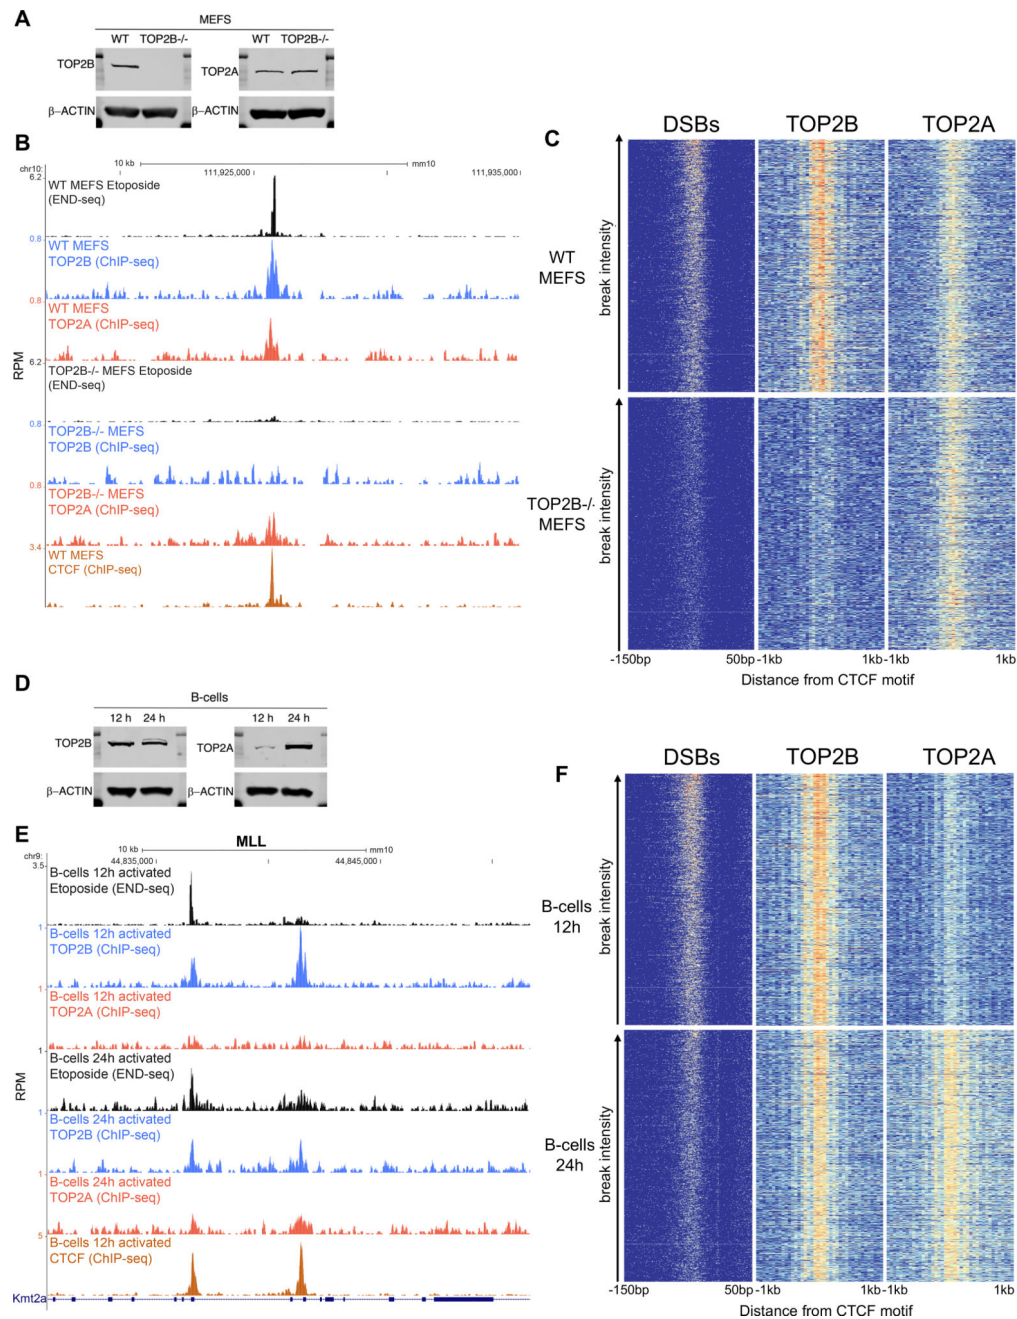 A
MEFS
WT TOP2B-/-
WT TOP2B-/-
TOP2B
TOP2A
β–ACTIN
β–ACTIN
B
10 kb
mm10
chr10:
111,925,000
111,935,000
6.2
WT MEFS Etoposide
(END-seq)
0.8
WT MEFS
TOP2B (ChIP-seq)
0.8
WT MEFS
TOP2A (ChIP-seq)
RPM
6.2
TOP2B-/- MEFS Etoposide
(END-seq)
0.8
TOP2B-/- MEFS
TOP2B (ChIP-seq)
0.8
TOP2B-/- MEFS
TOP2A (ChIP-seq)
3.4
WT MEFS
CTCF (ChIP-seq)
C
DSBs TOP2B TOP2A
WT
MEFS
break intensity
TOP2B-/-
MEFS
break intensity
-150bp 50bp -1kb 1kb -1kb 1kb
Distance from CTCF motif
D
B-cells
12 h 24 h
12 h 24 h
TOP2B
TOP2A
β–ACTIN
β–ACTIN
E
MLL
10 kb
mm10
chr9:
44,835,000
44,845,000
3.5
B-cells 12h activated
Etoposide (END-seq)
1
B-cells 12h activated
TOP2B (ChIP-seq)
1
B-cells 12h activated
TOP2A (ChIP-seq)
RPM
1
B-cells 24h activated
Etoposide (END-seq)
1
B-cells 24h activated
TOP2B (ChIP-seq)
1
B-cells 24h activated
TOP2A (ChIP-seq)
5
B-cells 12h activated
CTCF (ChIP-seq)
Kmt2a
F
DSBs TOP2B TOP2A
B-cells
12h
break intensity
B-cells
24h
break intensity
-150bp 50bp -1kb 1kb -1kb 1kb
Distance from CTCF motif